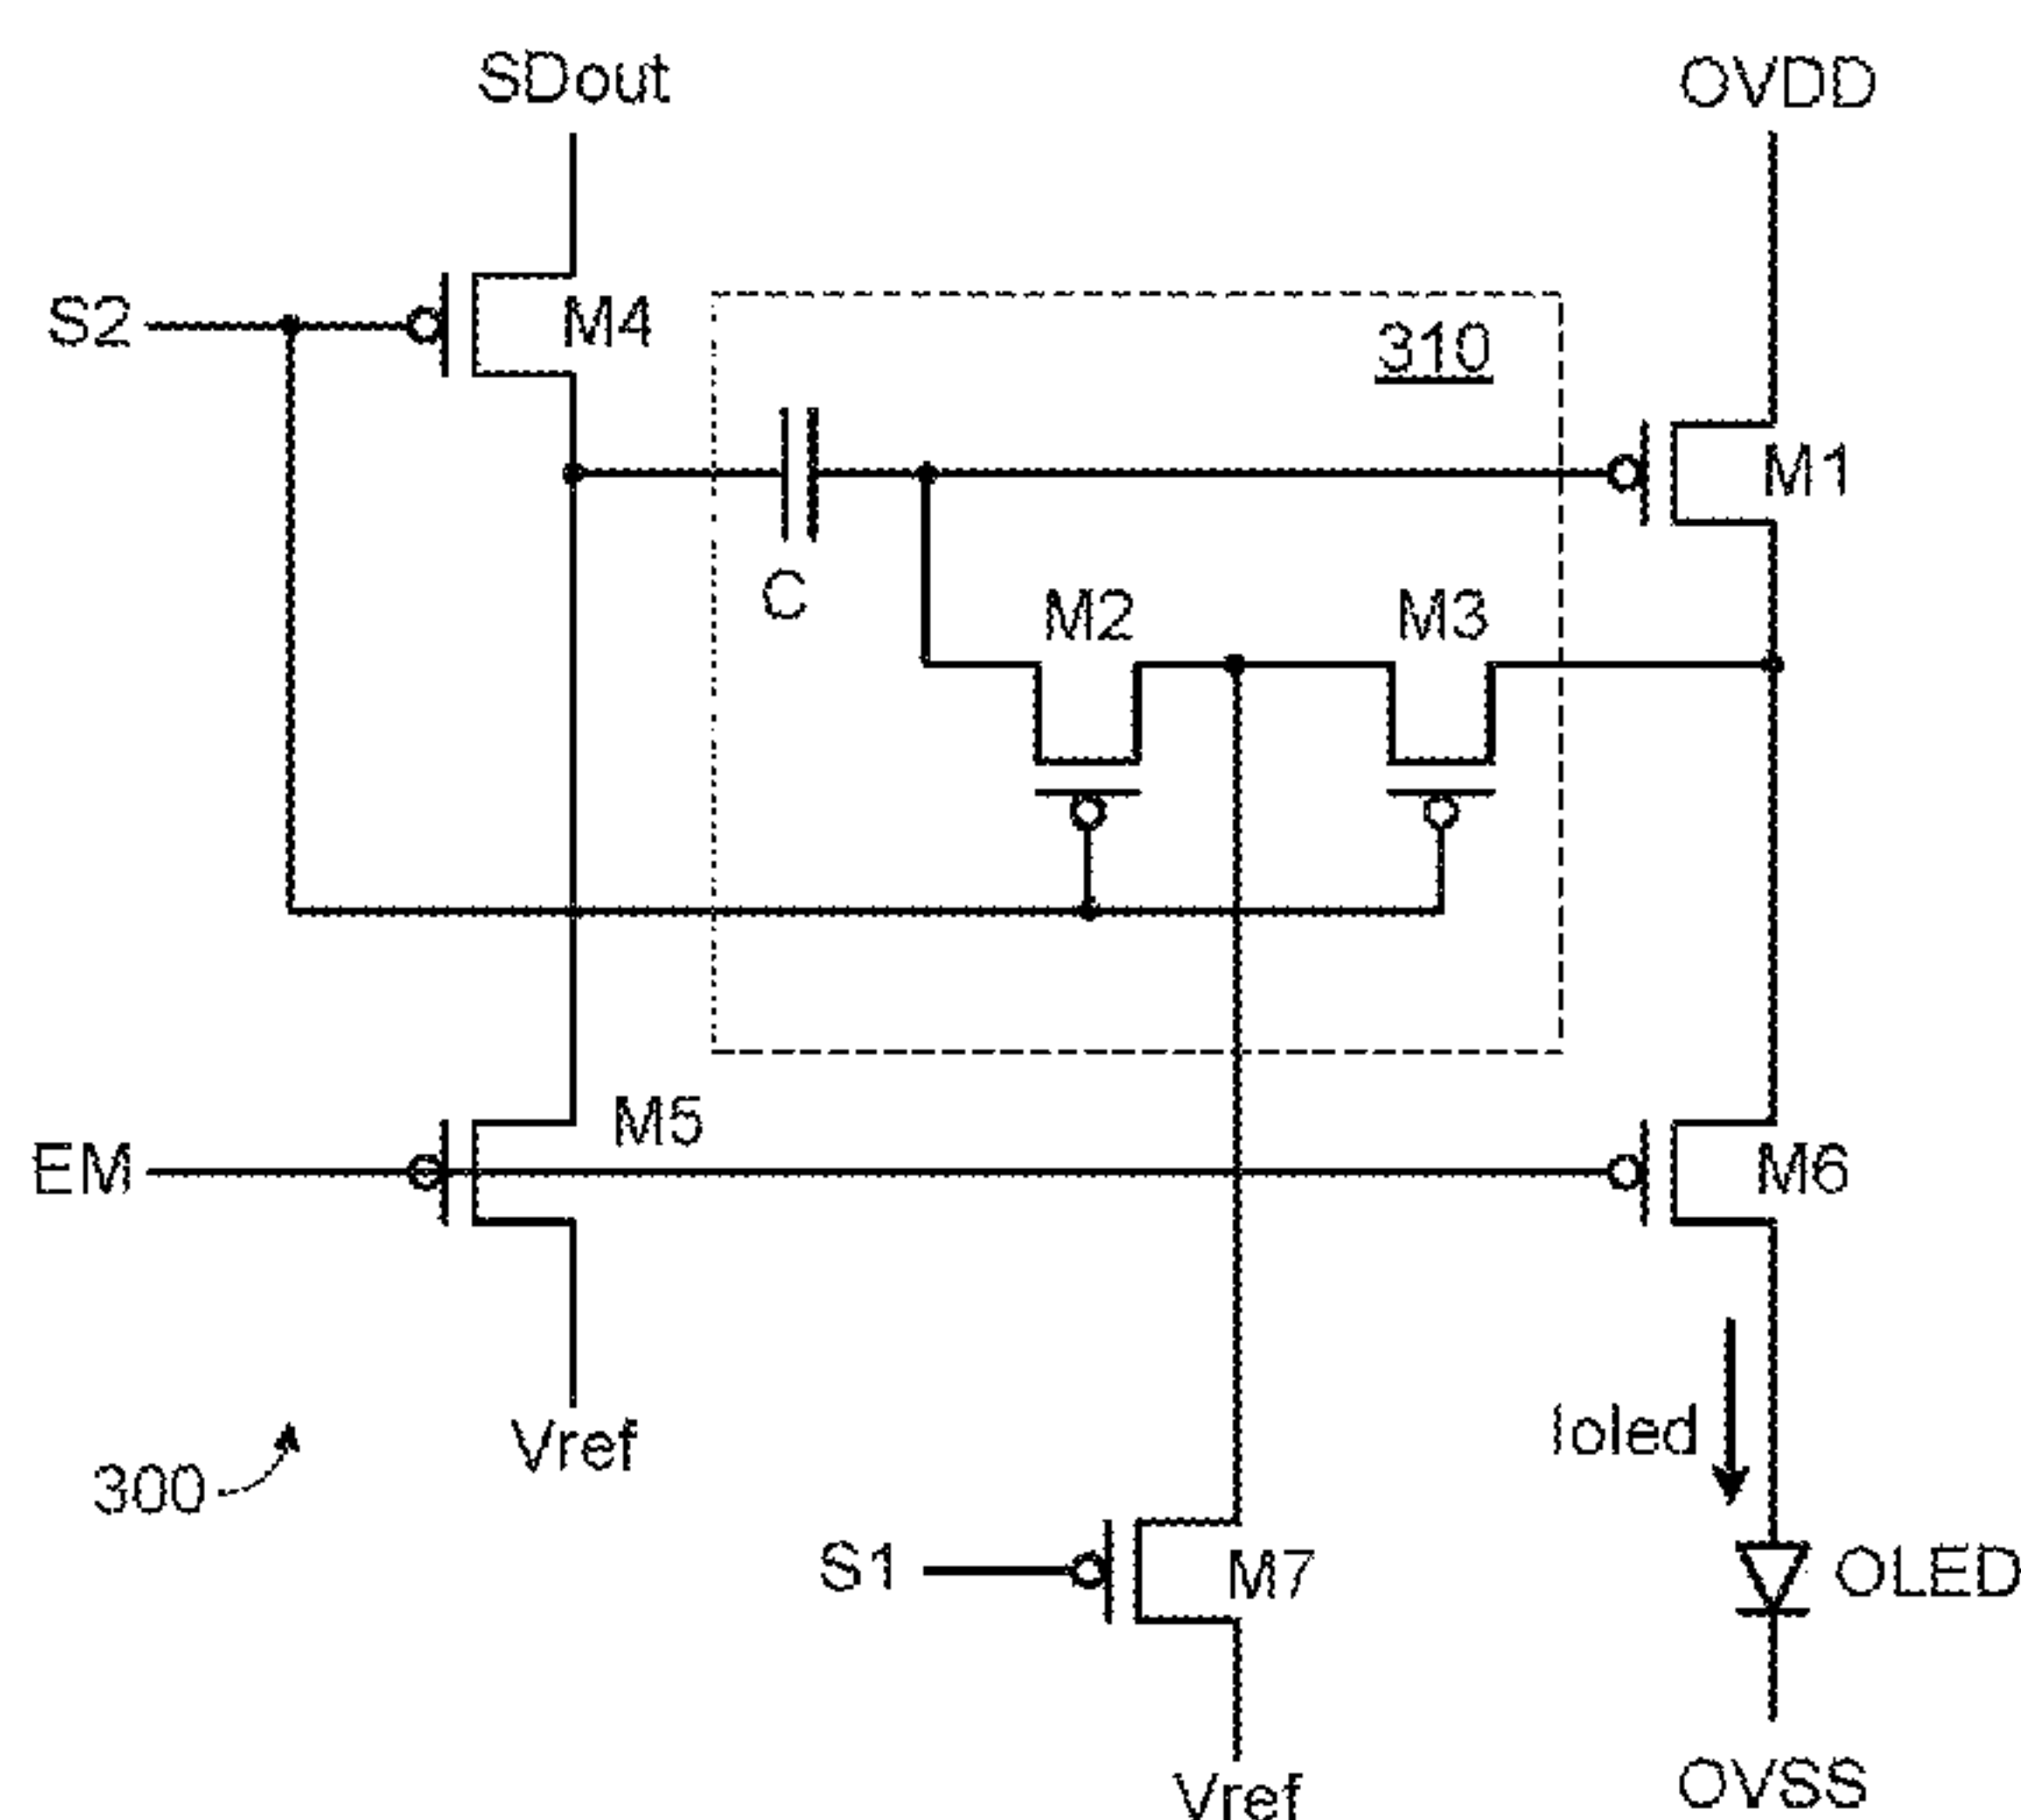 SDout
OVDD
S2
M4
310
M1
C
M2
M3
M5
EM
M6
Vref
Ioled
300
S1
M7
OLED
Vref
OVSS